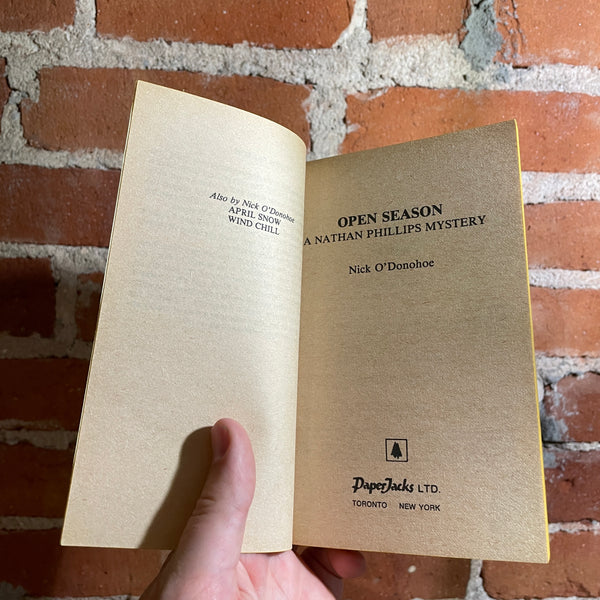 Also by Nick O'Donohoe
APRIL SNOW
WIND CHILL
OPEN SEASON
A NATHAN PHILLIPS MYSTERY
Nick O'Donohoe
PaperJacks LTD.
TORONTO NEW YORK